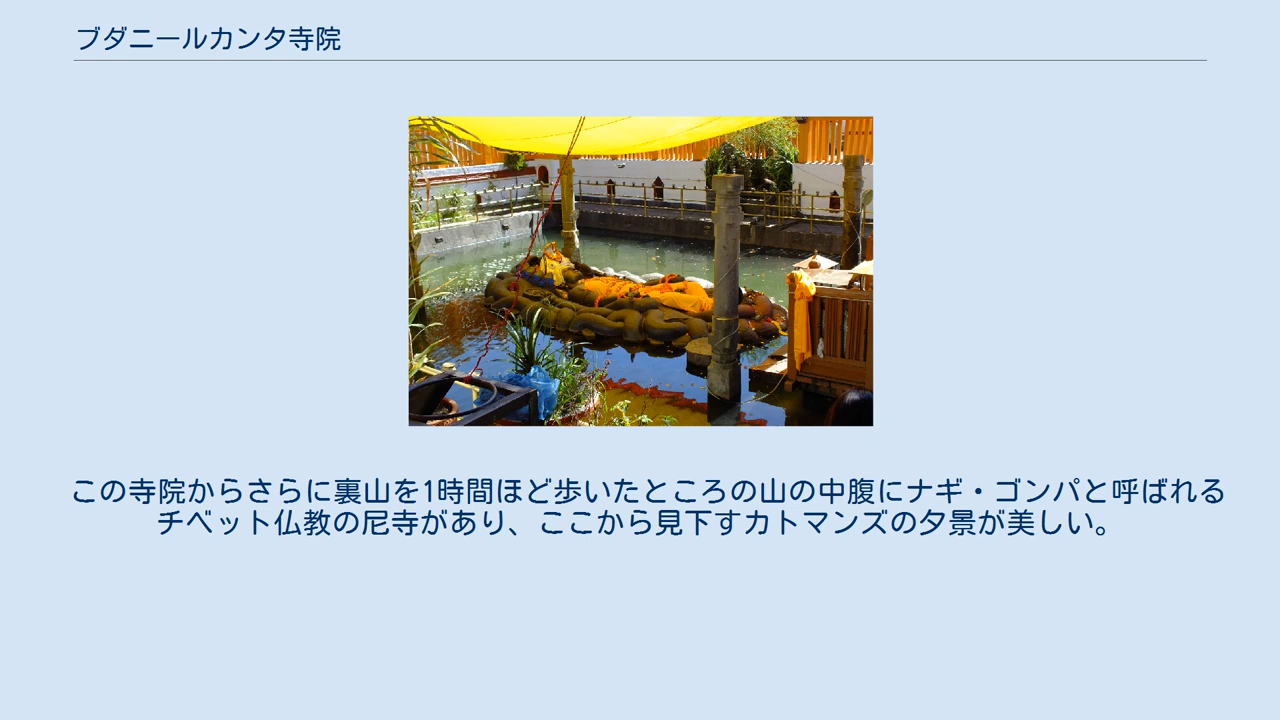 ブダニールカンタ寺院
この寺院からさらに裏山を1時間ほど歩いたところの山の中腹にナギ・ゴンパと呼ばれる
チベット仏教の尼寺があり、ここから見下すカトマンズの夕景が美しい。